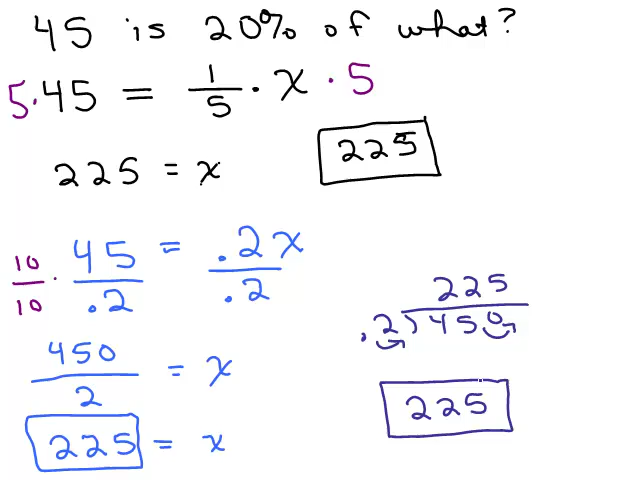 45 is 20% of what?
5 · 45 = 1/5 · x · 5
225 = x
225
10/10 · 45/.2 = .2x/.2
450/2 = x
225 = x
225
.2)450
225